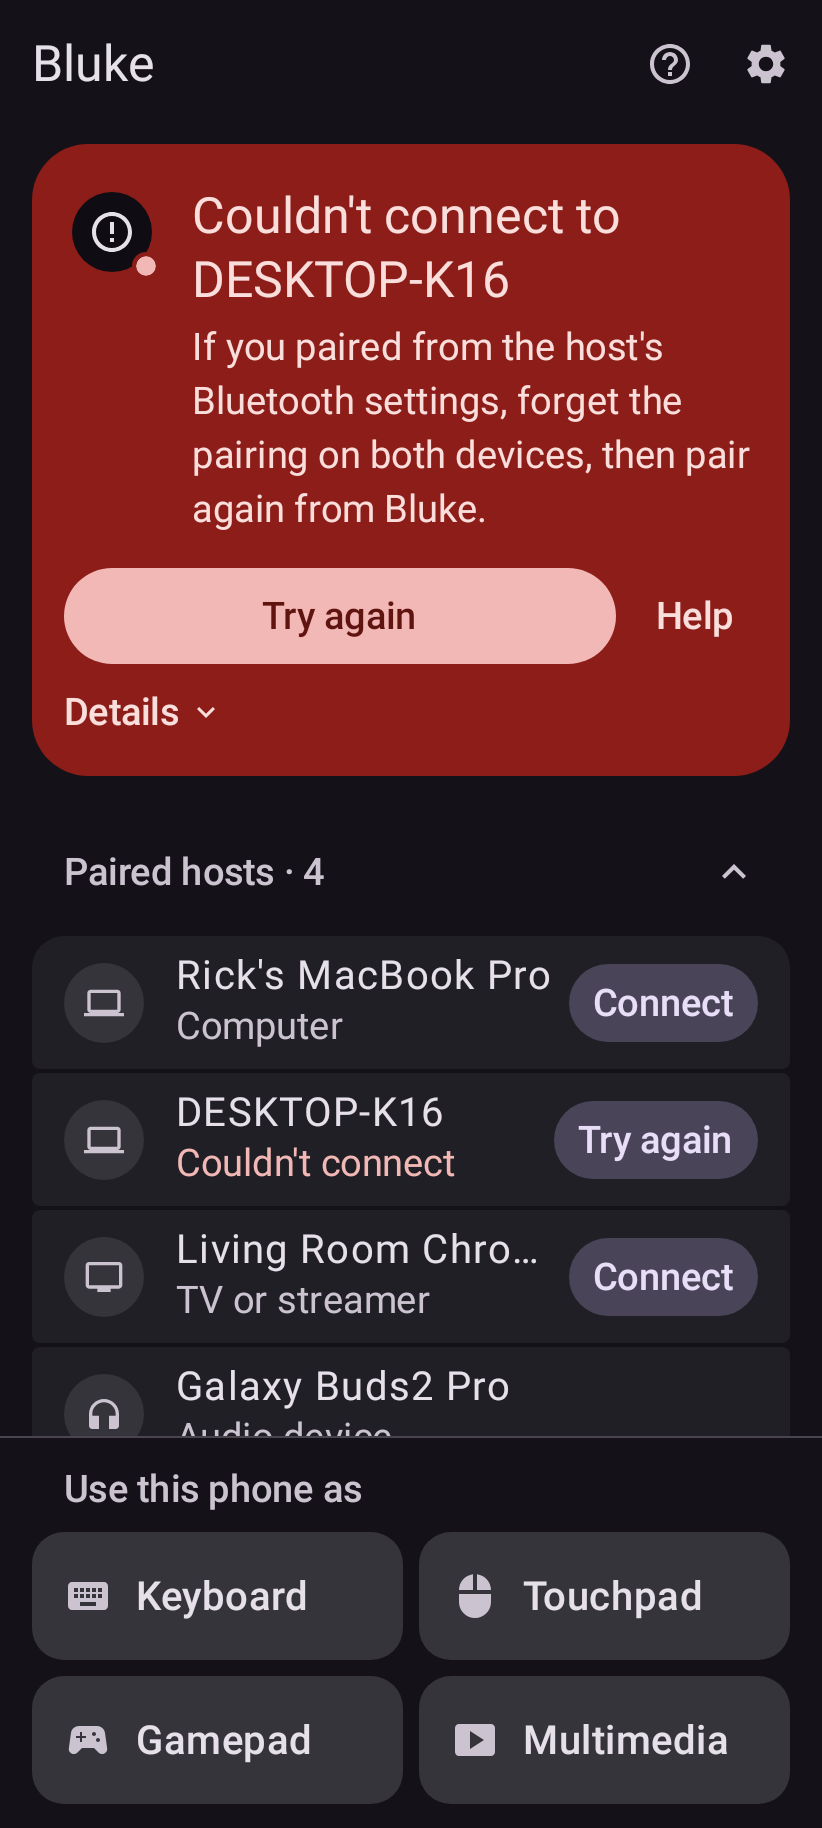 Bluke
Couldn't connect to
DESKTOP-K16
If you paired from the host's
Bluetooth settings, forget the
pairing on both devices, then pair
again from Bluke.
Try again
Help
Details
Paired hosts · 4
Rick's MacBook Pro
Computer
Connect
DESKTOP-K16
Couldn't connect
Try again
Living Room Chro…
TV or streamer
Connect
Galaxy Buds2 Pro
Audio device
Use this phone as
Keyboard
Touchpad
Gamepad
Multimedia